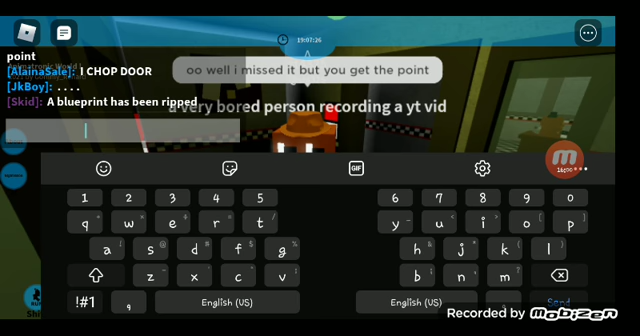 19:07:26
point
[AlainaSale]: I CHOP DOOR
[JkBoy]: . . . .
[Skid]: A blueprint has been ripped
oo well i missed it but you get the point
a very bored person recording a yt vid
GIF
1 2 3 4 5 6 7 8 9 0
q w e r t y u i o p
a s d f g h j k l
z x c v b n m
!#1 , English (US) English (US) Send
Recorded by MOBIZEN